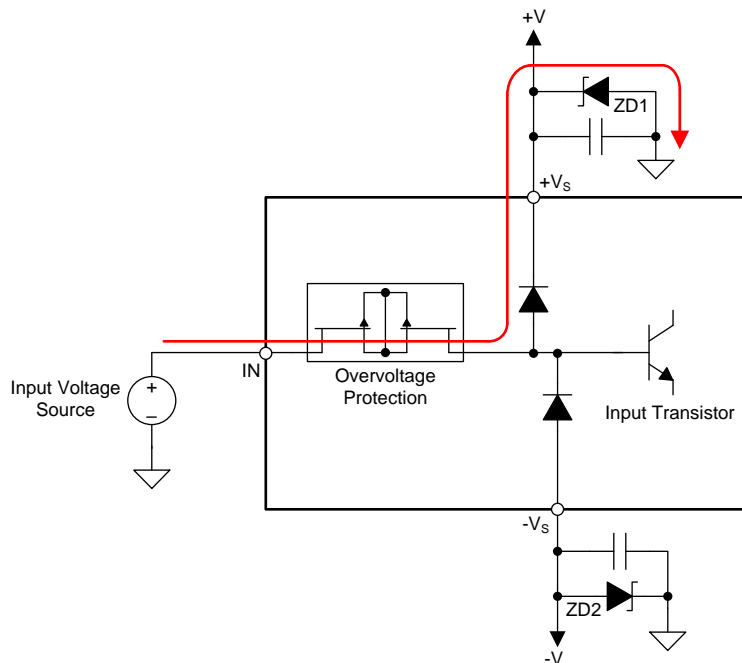 +V
ZD1
+VS
IN
Overvoltage
Protection
Input Voltage
Source
+
–
Input Transistor
-VS
ZD2
-V